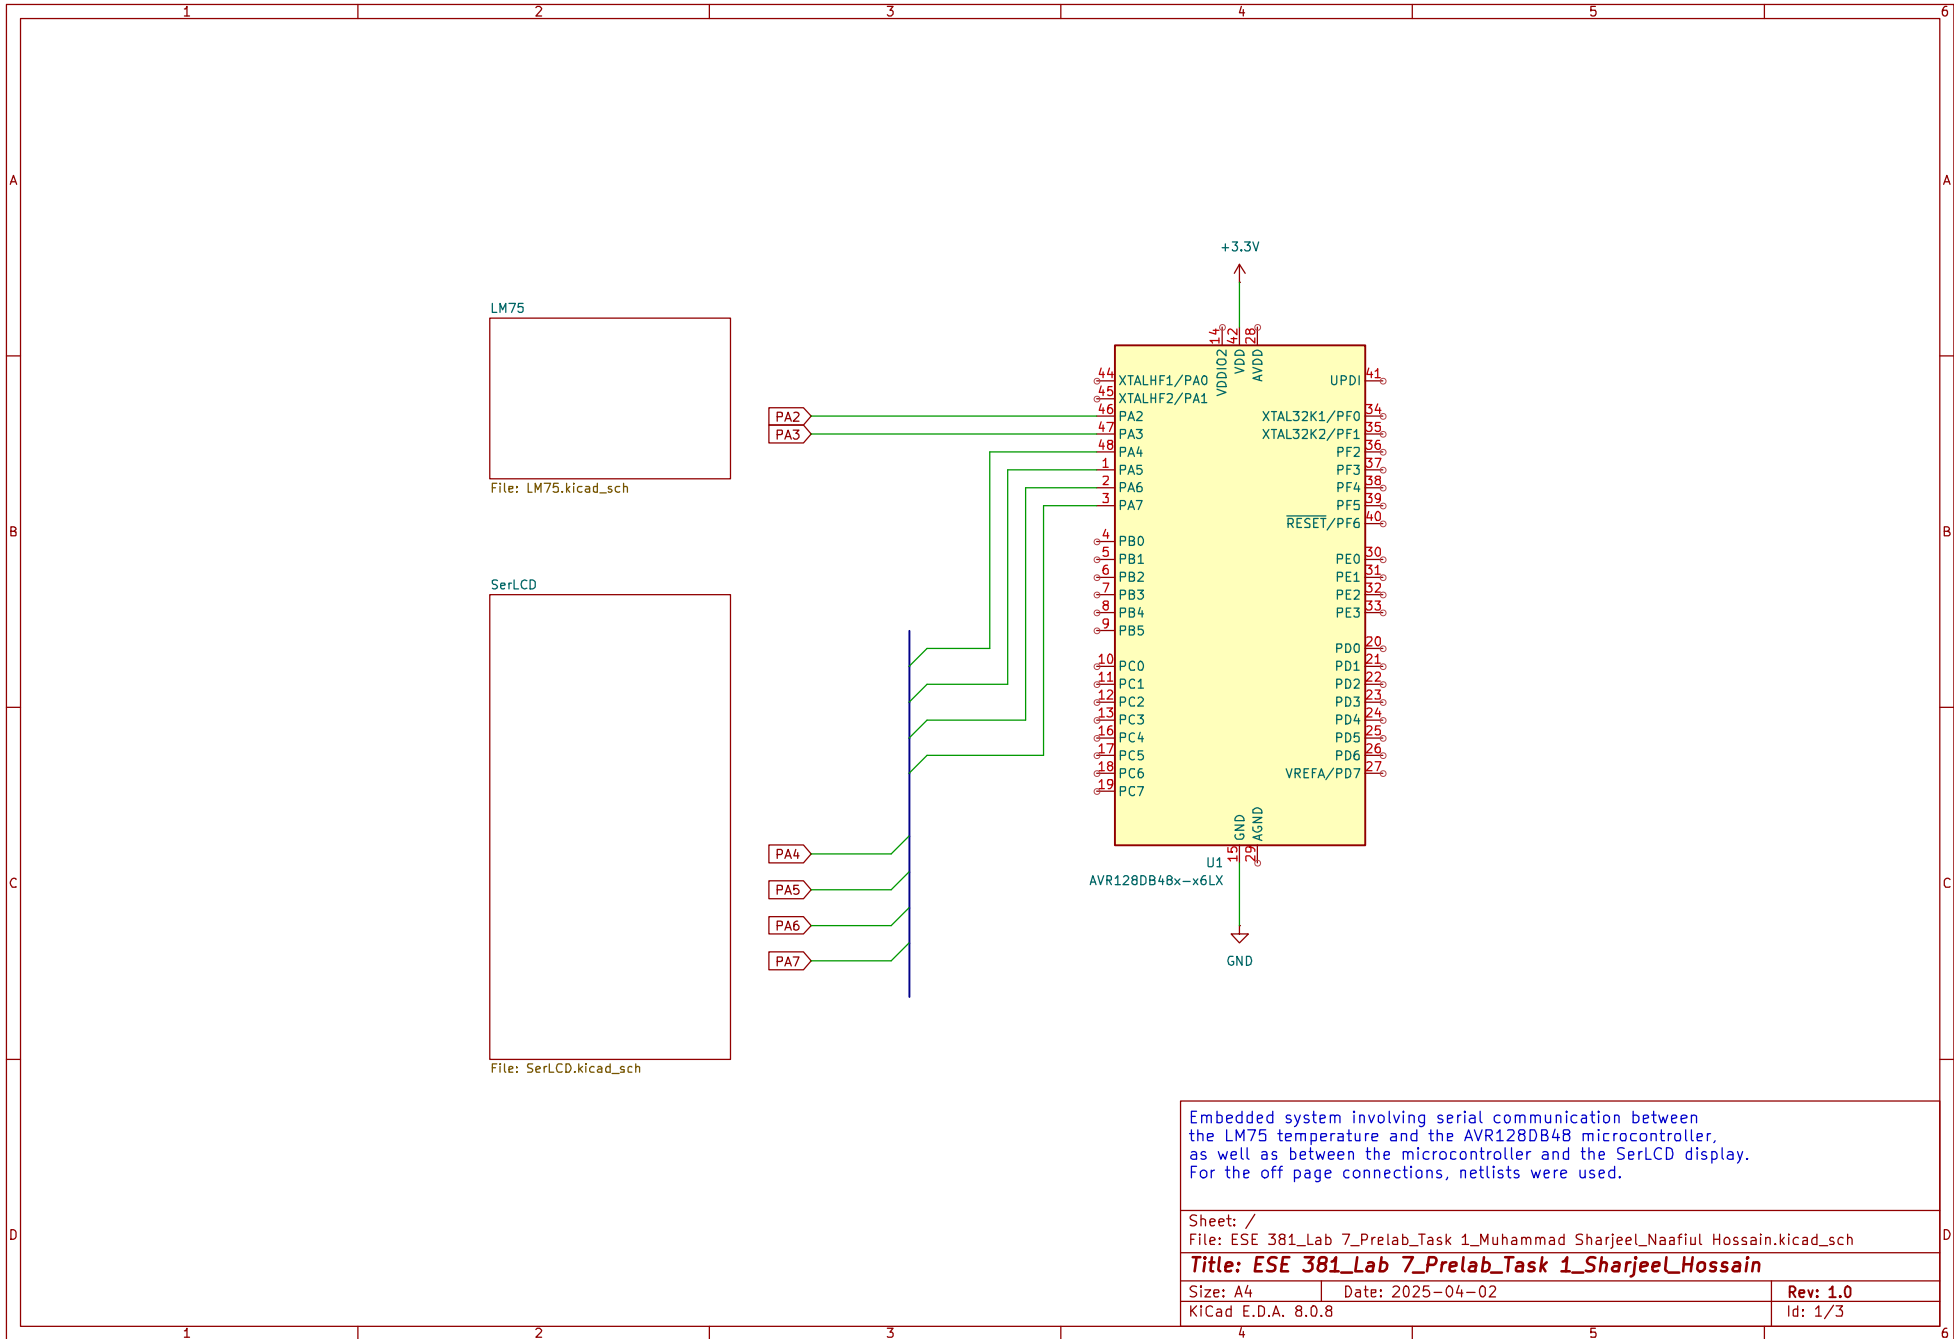 1 2 3 4 5 6
A A
B B
C C
D D
+3.3V
LM75
File: LM75.kicad_sch
SerLCD
File: SerLCD.kicad_sch
PA2
PA3
PA4
PA5
PA6
PA7
14 42 28
VDDIO2 VDD AVDD
44 XTALHF1/PA0
45 XTALHF2/PA1
46 PA2
47 PA3
48 PA4
1 PA5
2 PA6
3 PA7
4 PB0
5 PB1
6 PB2
7 PB3
8 PB4
9 PB5
10 PC0
11 PC1
12 PC2
13 PC3
16 PC4
17 PC5
18 PC6
19 PC7
UPDI 41
XTAL32K1/PF0 34
XTAL32K2/PF1 35
PF2 36
PF3 37
PF4 38
PF5 39
RESET/PF6 40
PE0 30
PE1 31
PE2 32
PE3 33
PD0 20
PD1 21
PD2 22
PD3 23
PD4 24
PD5 25
PD6 26
VREFA/PD7 27
GND AGND
15 29
U1
AVR128DB48x-x6LX
GND
Embedded system involving serial communication between
the LM75 temperature and the AVR128DB48 microcontroller,
as well as between the microcontroller and the SerLCD display.
For the off page connections, netlists were used.
Sheet: /
File: ESE 381_Lab 7_Prelab_Task 1_Muhammad Sharjeel_Naafiul Hossain.kicad_sch
Title: ESE 381_Lab 7_Prelab_Task 1_Sharjeel_Hossain
Size: A4 Date: 2025-04-02 Rev: 1.0
KiCad E.D.A. 8.0.8 Id: 1/3
1 2 3 4 5 6